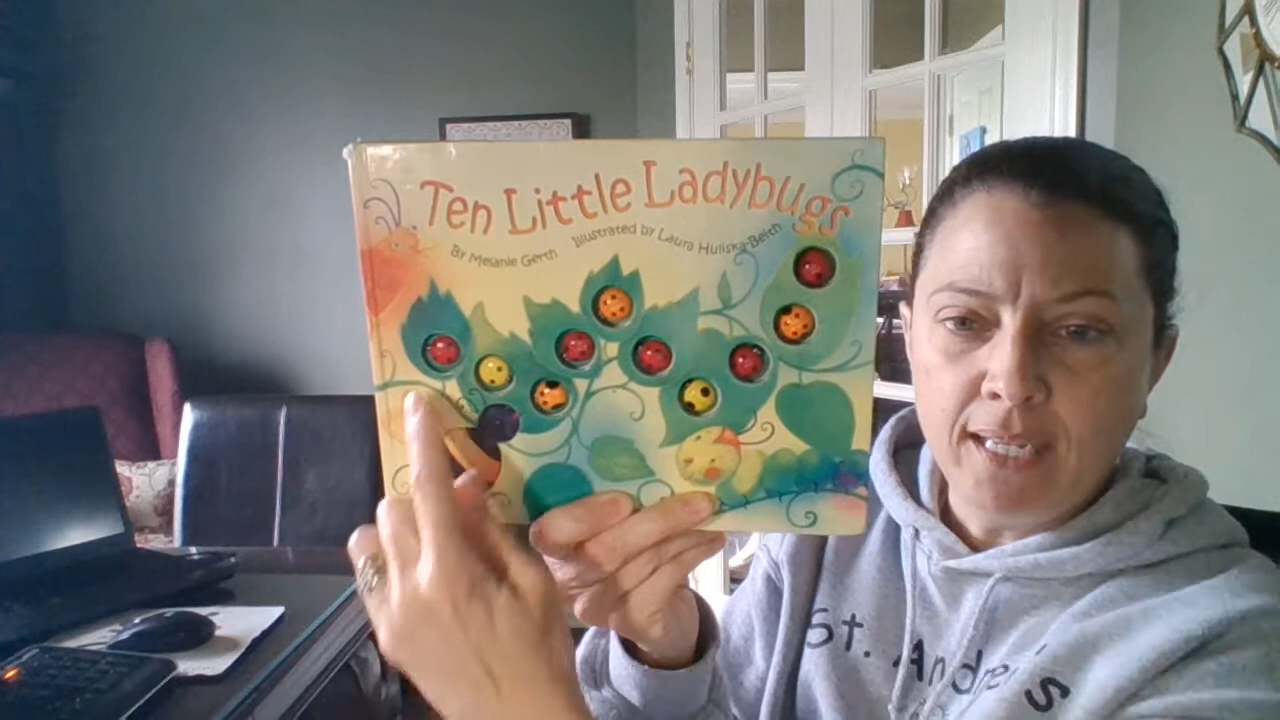 Ten Little Ladybugs
By Melanie Gerth Illustrated by Laura Huliska-Beith
St. Andrew's